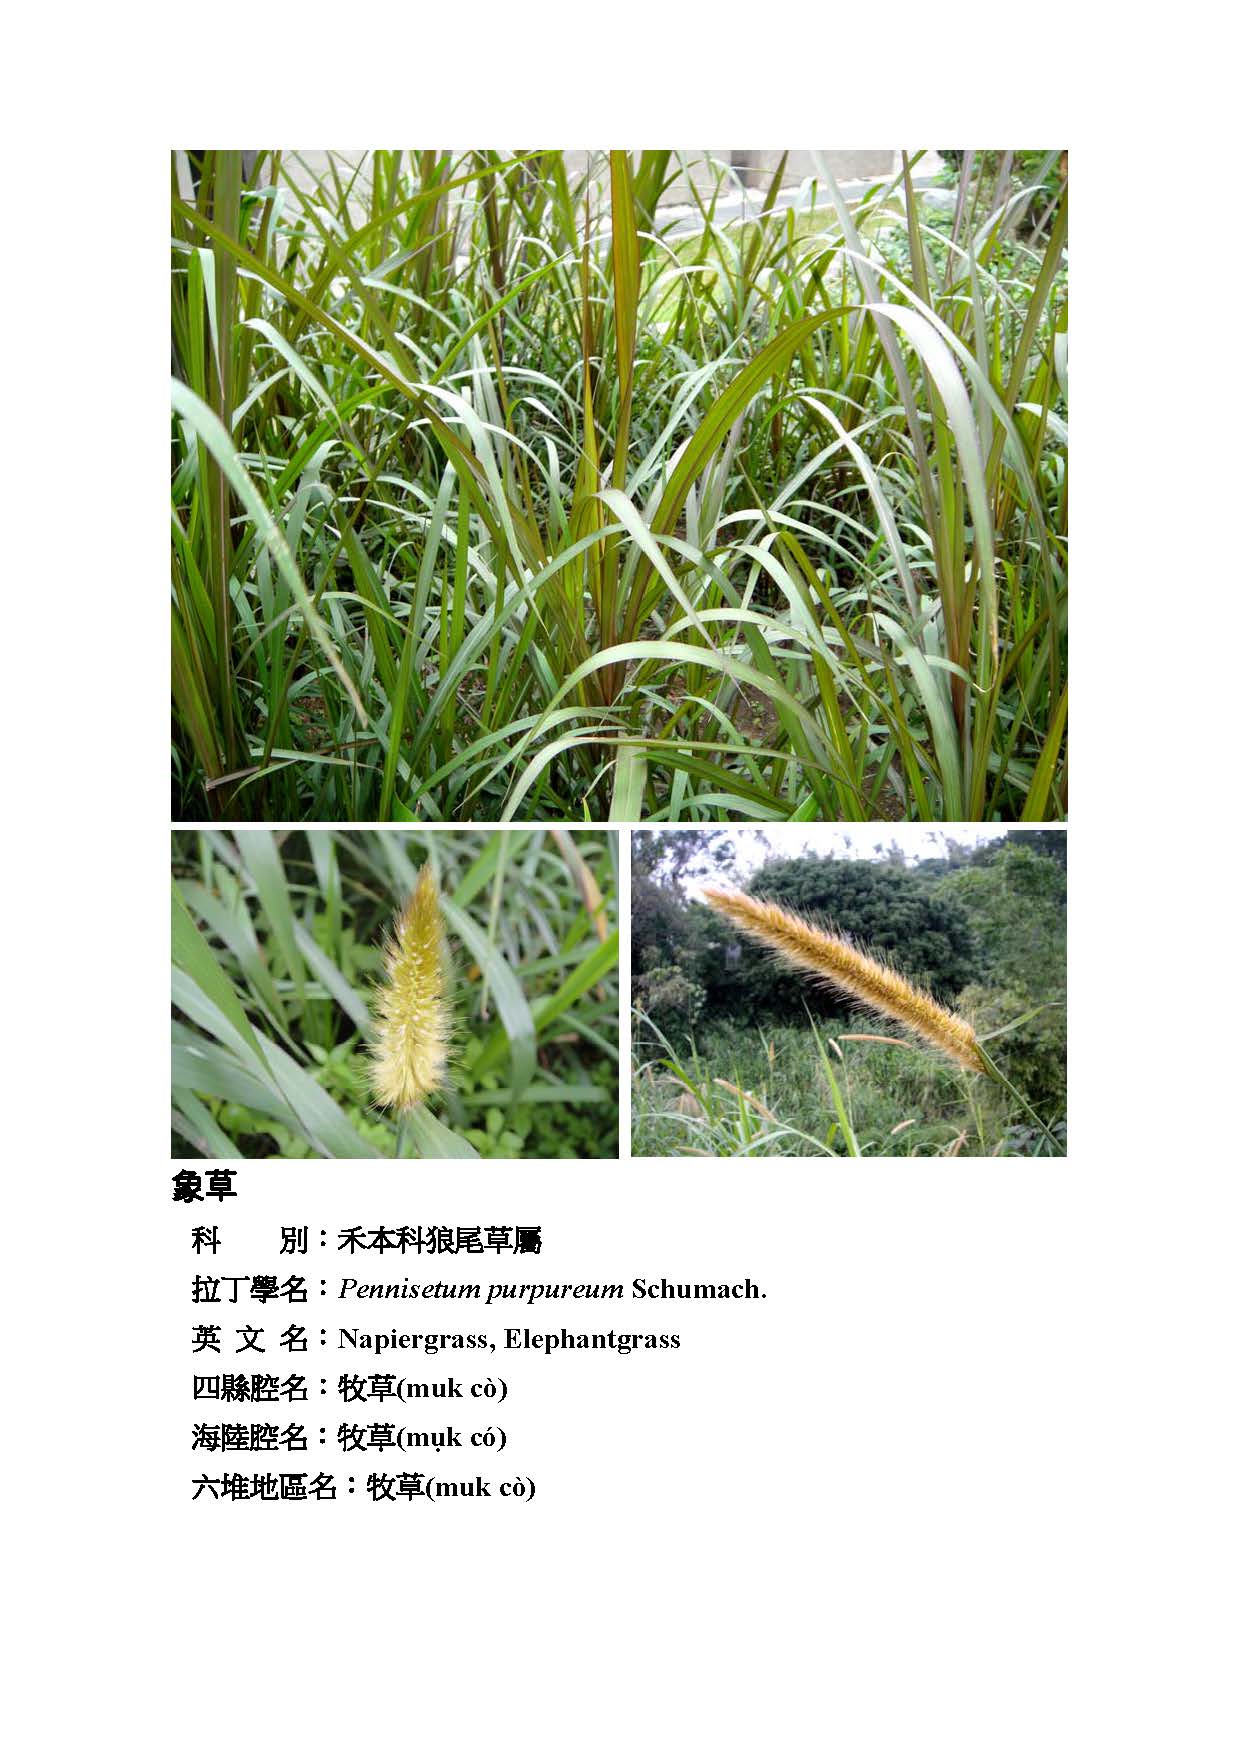 象草
科　　別：禾本科狼尾草屬
拉丁學名：Pennisetum purpureum Schumach.
英 文 名：Napiergrass, Elephantgrass
四縣腔名：牧草(muk cò)
海陸腔名：牧草(mụk có)
六堆地區名：牧草(muk cò)